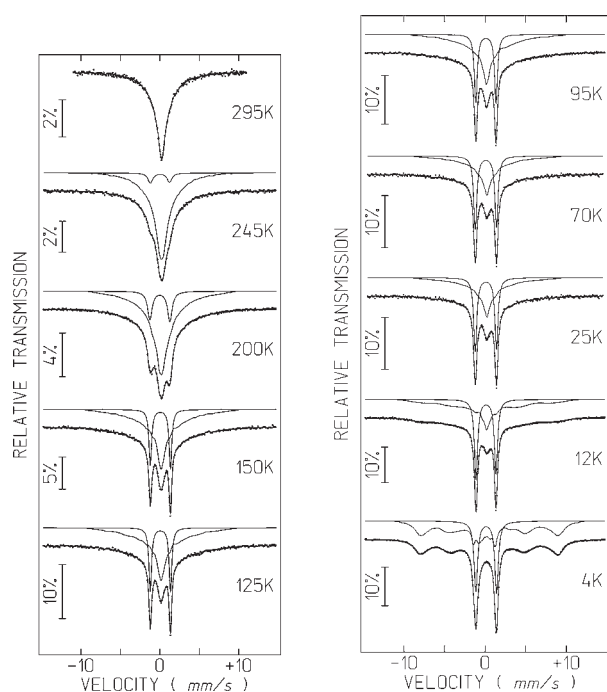 RELATIVE TRANSMISSION
2%
295K
2%
245K
4%
200K
5%
150K
10%
125K
-10 0 +10
VELOCITY ( mm/s )
RELATIVE TRANSMISSION
10%
95K
10%
70K
10%
25K
10%
12K
10%
4K
-10 0 +10
VELOCITY ( mm/s )